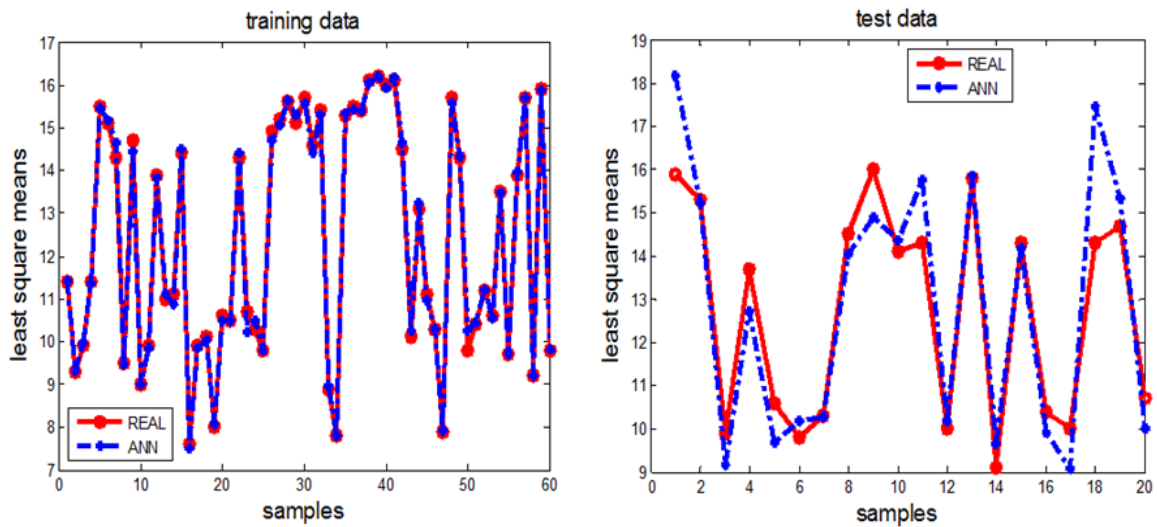 training data
17
16
15
14
13
12
11
10
9
8
7
least square means
REAL
ANN
0 10 20 30 40 50 60
samples
test data
19
18
17
16
15
14
13
12
11
10
9
least square means
REAL
ANN
0 2 4 6 8 10 12 14 16 18 20
samples